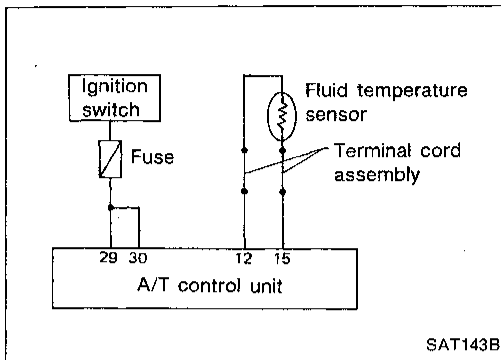 Ignition
switch
Fluid temperature
sensor
Fuse
Terminal cord
assembly
29 30 12 15
A/T control unit
SAT143B